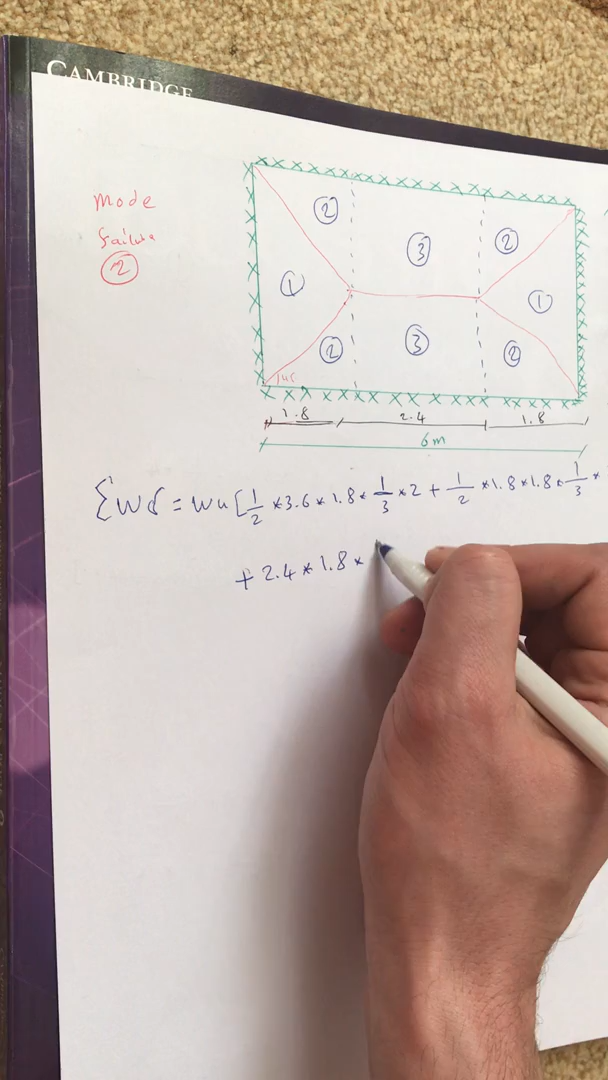 CAMBRIDGE
mode
failure
②
② ③ ②
① ①
② ③ ②
1.8 2.4 1.8
6m
Σwδ = wu[1/2 * 3.6 * 1.8 * 1/3 * 2 + 1/2 * 1.8 * 1.8 * 1/3 *
+ 2.4 * 1.8 *